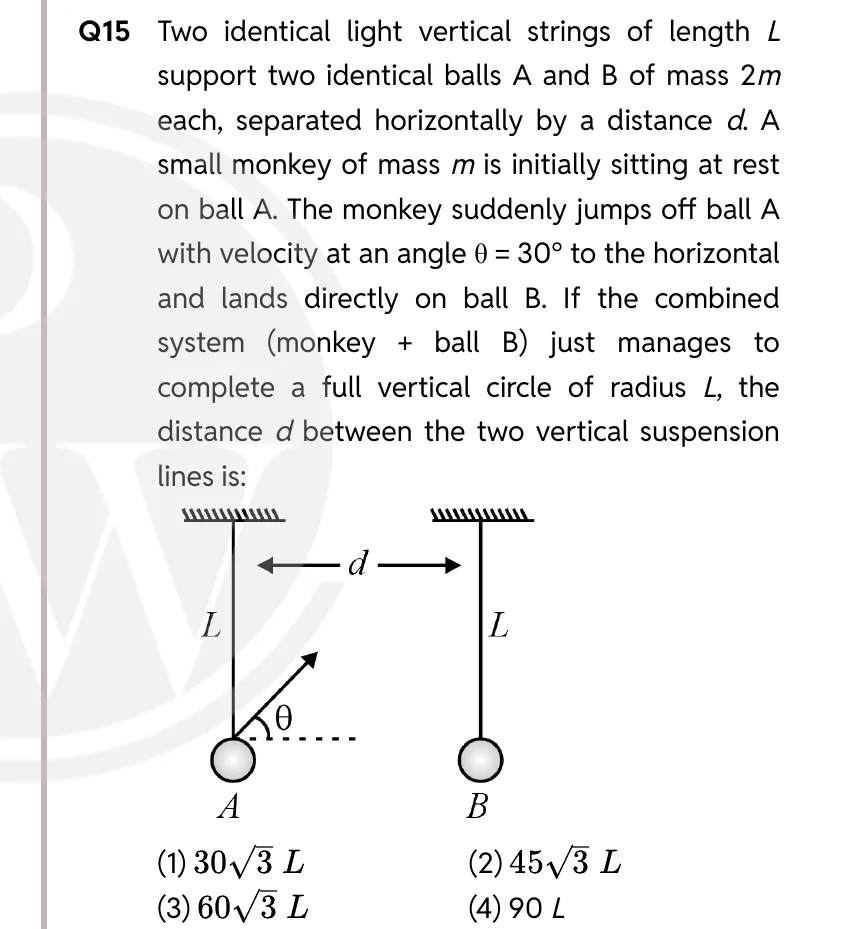 Q15 Two identical light vertical strings of length L
support two identical balls A and B of mass 2m
each, separated horizontally by a distance d. A
small monkey of mass m is initially sitting at rest
on ball A. The monkey suddenly jumps off ball A
with velocity at an angle θ = 30° to the horizontal
and lands directly on ball B. If the combined
system (monkey + ball B) just manages to
complete a full vertical circle of radius L, the
distance d between the two vertical suspension
lines is:
d
L L
θ
A B
(1) 30√3 L (2) 45√3 L
(3) 60√3 L (4) 90 L